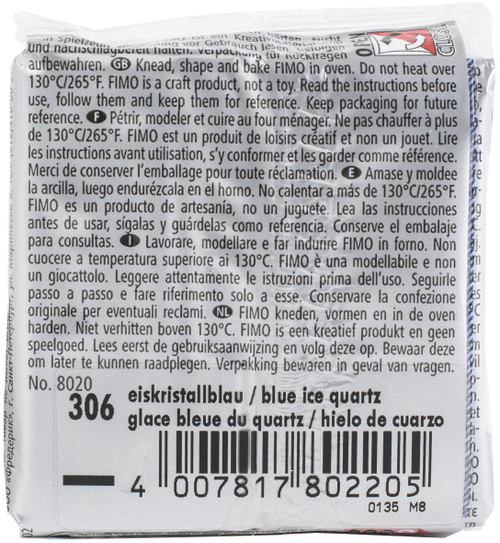 ein Kreativmaterial
und nachschlagbereit halten.
aufbewahren. GB Knead, shape and bake FIMO in oven. Do not heat over
130°C/265°F. FIMO is a craft product, not a toy. Read the instructions before
use, follow them and keep them for reference. Keep packaging for future
reference. F Pétrir, modeler et cuire au four ménager. Ne pas chauffer à plus
de 130°C/265°F. FIMO est un produit de loisirs créatif et non un jouet. Lire
les instructions avant utilisation, s'y conformer et les garder comme référence.
Merci de conserver l'emballage pour toute réclamation. E Amase y moldee
la arcilla, luego endurézcala en el horno. No calentar a más de 130°C/265°F.
FIMO es un producto de artesanía, no un juguete. Lea las instrucciones
antes de usar, sígalas y guárdelas como referencia. Conserve el embalaje
para consultas. I Lavorare, modellare e far indurire FIMO in forno. Non
cuocere a temperatura superiore ai 130°C. FIMO è una modellabile e non
un giocattolo. Leggere attentamente le istruzioni prima dell'uso. Seguirle
passo a passo e fare riferimento solo a esse. Conservare la confezione
originale per eventuali reclami. NL FIMO kneden, vormen en in de oven
harden. Niet verhitten boven 130°C. FIMO is een kreatief produkt en geen
speelgoed. Lees eerst de gebruiksaanwijzing en volg deze op. Bewaar deze
om later te kunnen raadplegen. Verpakking bewaren in geval van vragen.
No. 8020
306 eiskristallblau / blue ice quartz
glace bleue du quartz / hielo de cuarzo
4 007817 802205
0135 M8
OPEN
CLOSE